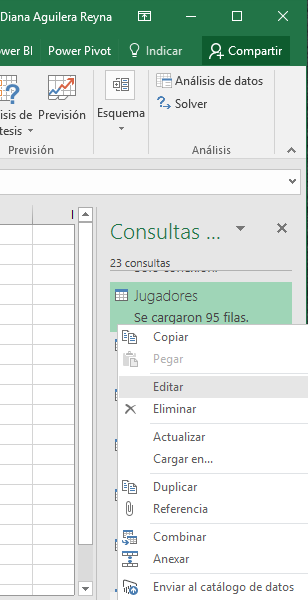 Diana Aguilera Reyna
ower BI Power Pivot Indicar Compartir
Análisis de datos
Solver
is de Previsión Esquema
tesis
Previsión Análisis
Consultas ...
23 consultas
Jugadores
Se cargaron 95 filas.
Copiar
Pegar
Editar
Eliminar
Actualizar
Cargar en...
Duplicar
Referencia
Combinar
Anexar
Enviar al catálogo de datos